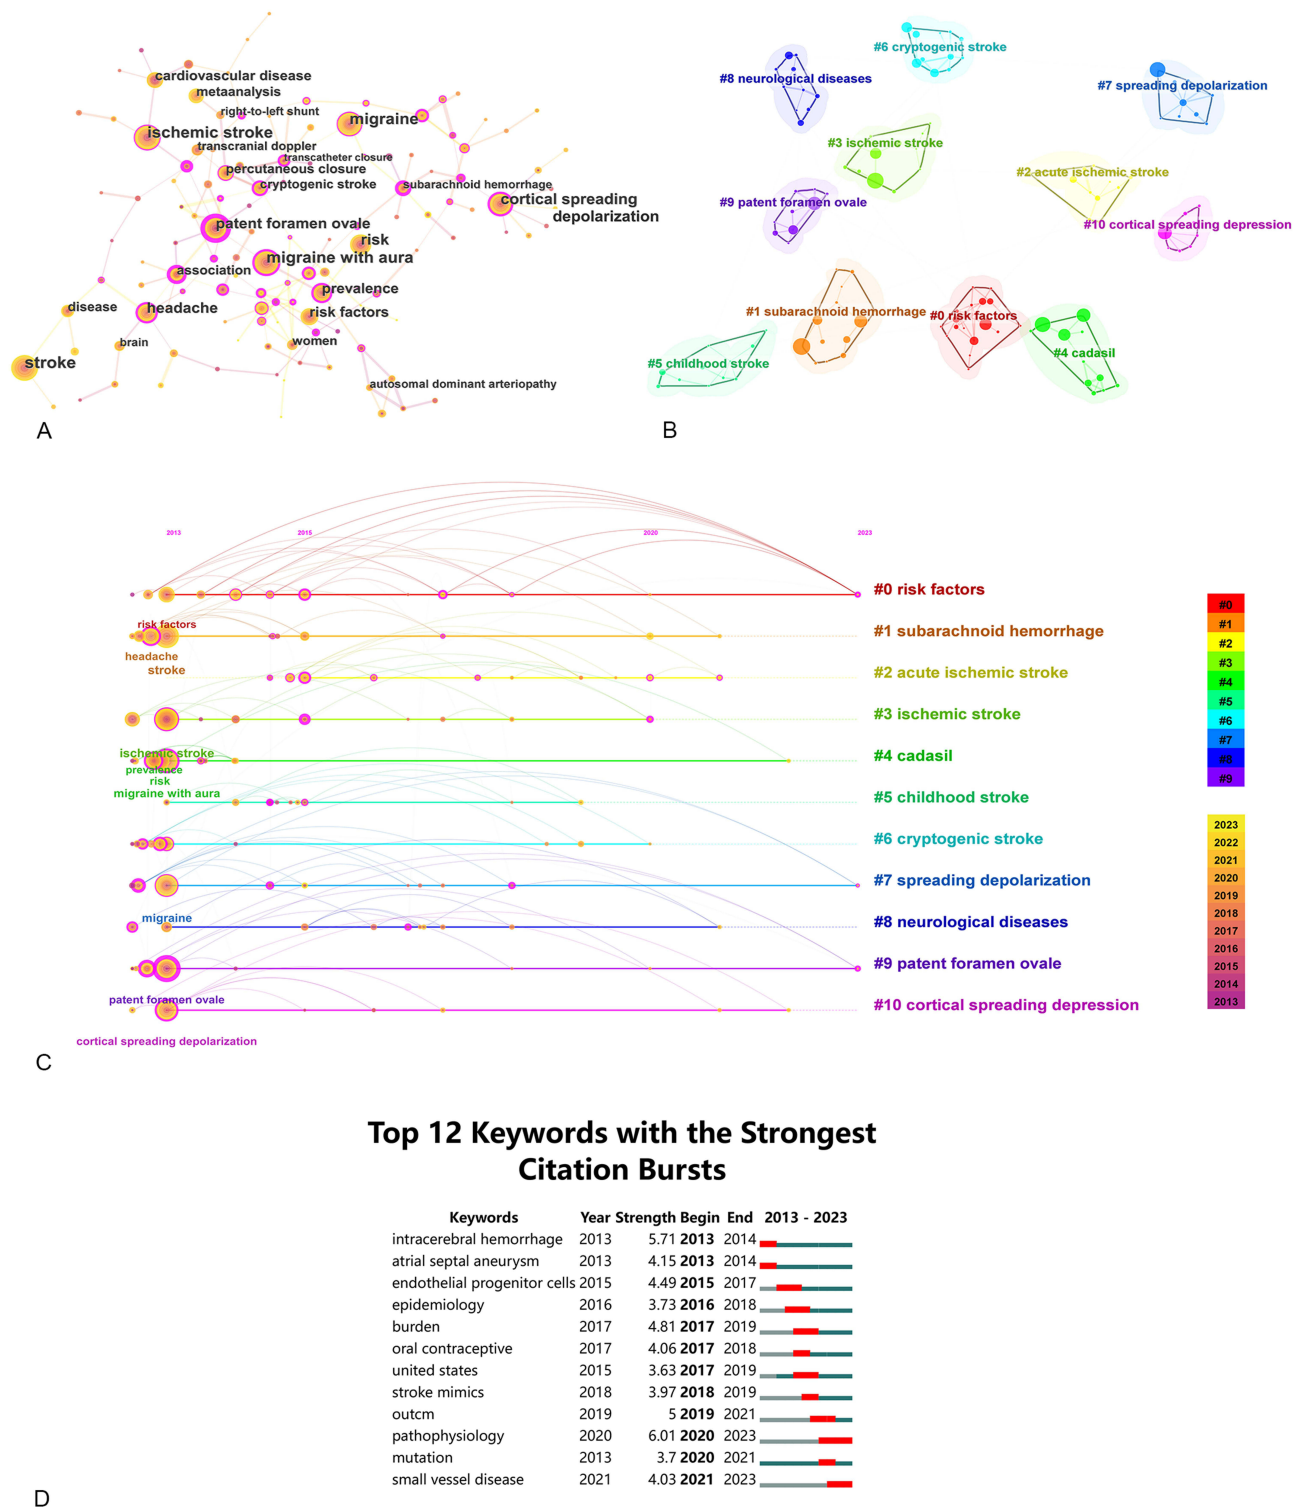 cardiovascular disease
metaanalysis
right-to-left shunt
migraine
ischemic stroke
transcranial doppler
transcatheter closure
percutaneous closure
cryptogenic stroke
subarachnoid hemorrhage
cortical spreading
depolarization
patent foramen ovale
risk
migraine with aura
association
prevalence
disease
headache
risk factors
brain
women
stroke
autosomal dominant arteriopathy
A
#6 cryptogenic stroke
#8 neurological diseases
#7 spreading depolarization
#3 ischemic stroke
#2 acute ischemic stroke
#9 patent foramen ovale
#10 cortical spreading depression
#1 subarachnoid hemorrhage
#0 risk factors
#4 cadasil
#5 childhood stroke
B
2013 2015 2020 2023
#0 risk factors
risk factors
#1 subarachnoid hemorrhage
headache
stroke
#2 acute ischemic stroke
#3 ischemic stroke
ischemic stroke
#4 cadasil
prevalence
risk
migraine with aura
#5 childhood stroke
#6 cryptogenic stroke
#7 spreading depolarization
migraine
#8 neurological diseases
#9 patent foramen ovale
patent foramen ovale
#10 cortical spreading depression
cortical spreading depolarization
#0
#1
#2
#3
#4
#5
#6
#7
#8
#9
2023
2022
2021
2020
2019
2018
2017
2016
2015
2014
2013
C
Top 12 Keywords with the Strongest
Citation Bursts
Keywords Year Strength Begin End 2013 - 2023
intracerebral hemorrhage 2013 5.71 2013 2014
atrial septal aneurysm 2013 4.15 2013 2014
endothelial progenitor cells 2015 4.49 2015 2017
epidemiology 2016 3.73 2016 2018
burden 2017 4.81 2017 2019
oral contraceptive 2017 4.06 2017 2018
united states 2015 3.63 2017 2019
stroke mimics 2018 3.97 2018 2019
outcm 2019 5 2019 2021
pathophysiology 2020 6.01 2020 2023
mutation 2013 3.7 2020 2021
small vessel disease 2021 4.03 2021 2023
D